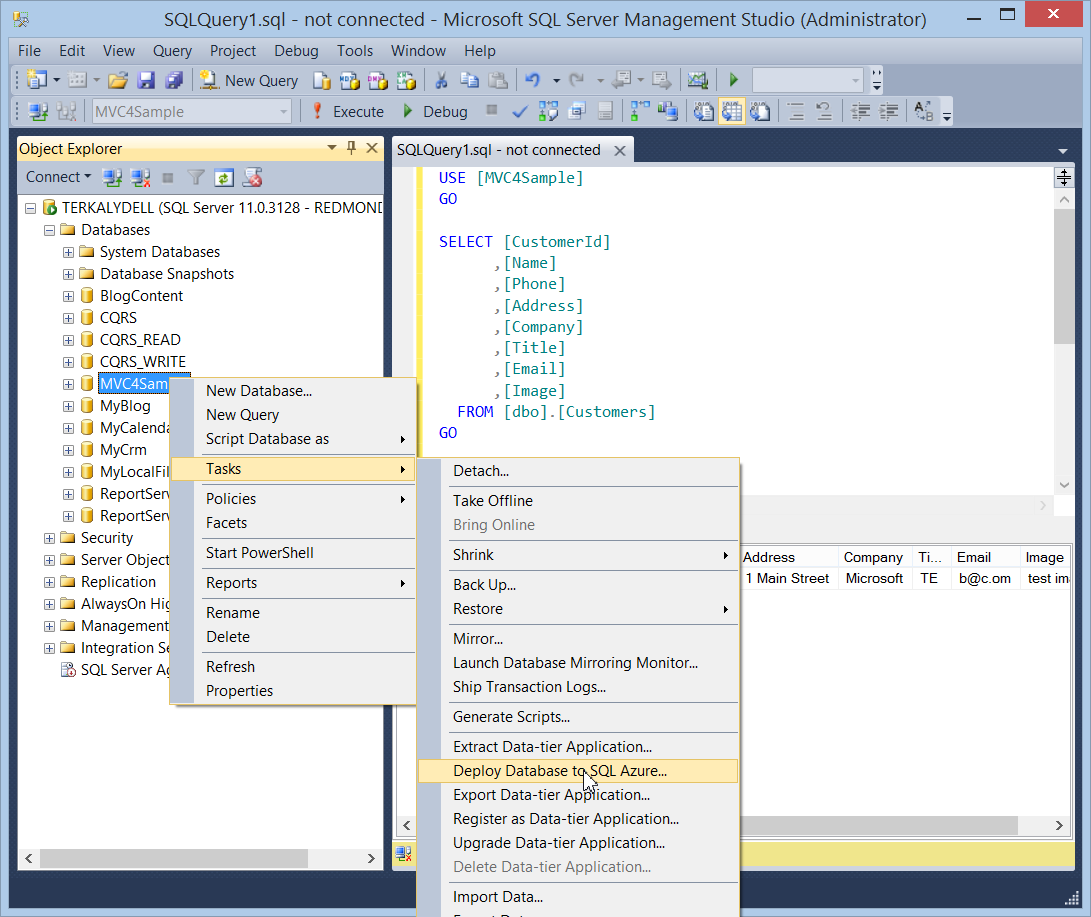 SQLQuery1.sql - not connected - Microsoft SQL Server Management Studio (Administrator)
File Edit View Query Project Debug Tools Window Help
New Query
MVC4Sample Execute Debug
Object Explorer
Connect
TERKALYDELL (SQL Server 11.0.3128 - REDMOND
Databases
System Databases
Database Snapshots
BlogContent
CQRS
CQRS_READ
CQRS_WRITE
MVC4Sam
MyBlog
MyCalenda
MyCrm
MyLocalFil
ReportServ
ReportServ
Security
Server Object
Replication
AlwaysOn Hig
Management
Integration Se
SQL Server Ag
SQLQuery1.sql - not connected
USE [MVC4Sample]
GO
SELECT [CustomerId]
,[Name]
,[Phone]
,[Address]
,[Company]
,[Title]
,[Email]
,[Image]
FROM [dbo].[Customers]
GO
Address Company Ti... Email Image
1 Main Street Microsoft TE b@c.om test im
New Database...
New Query
Script Database as
Tasks
Policies
Facets
Start PowerShell
Reports
Rename
Delete
Refresh
Properties
Detach...
Take Offline
Bring Online
Shrink
Back Up...
Restore
Mirror...
Launch Database Mirroring Monitor...
Ship Transaction Logs...
Generate Scripts...
Extract Data-tier Application...
Deploy Database to SQL Azure...
Export Data-tier Application...
Register as Data-tier Application...
Upgrade Data-tier Application...
Delete Data-tier Application...
Import Data...